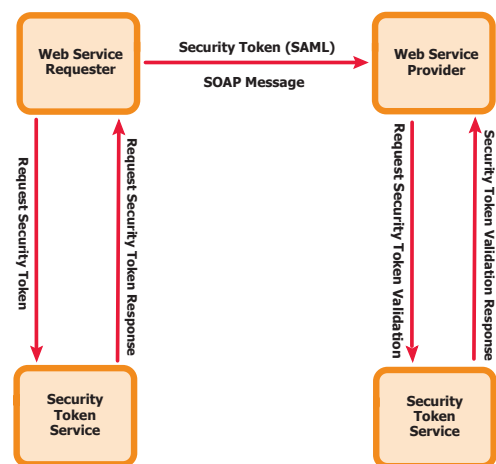 Web Service
Requester
Security Token (SAML)
SOAP Message
Web Service
Provider
Request Security Token
Request Security Token Response
Request Security Token Validation
Security Token Validation Response
Security
Token
Service
Security
Token
Service